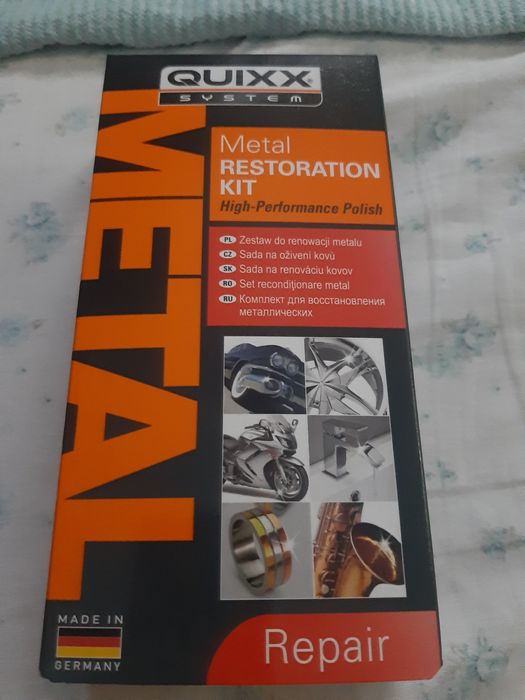 QUIXX®
SYSTEM
METAL
Metal
RESTORATION
KIT
High-Performance Polish
PL Zestaw do renowacji metalu
CZ Sada na oživení kovů
SK Sada na renováciu kovov
RO Set recondiţionare metal
RU Комплект для восстановления
металлических
MADE IN
GERMANY
Repair